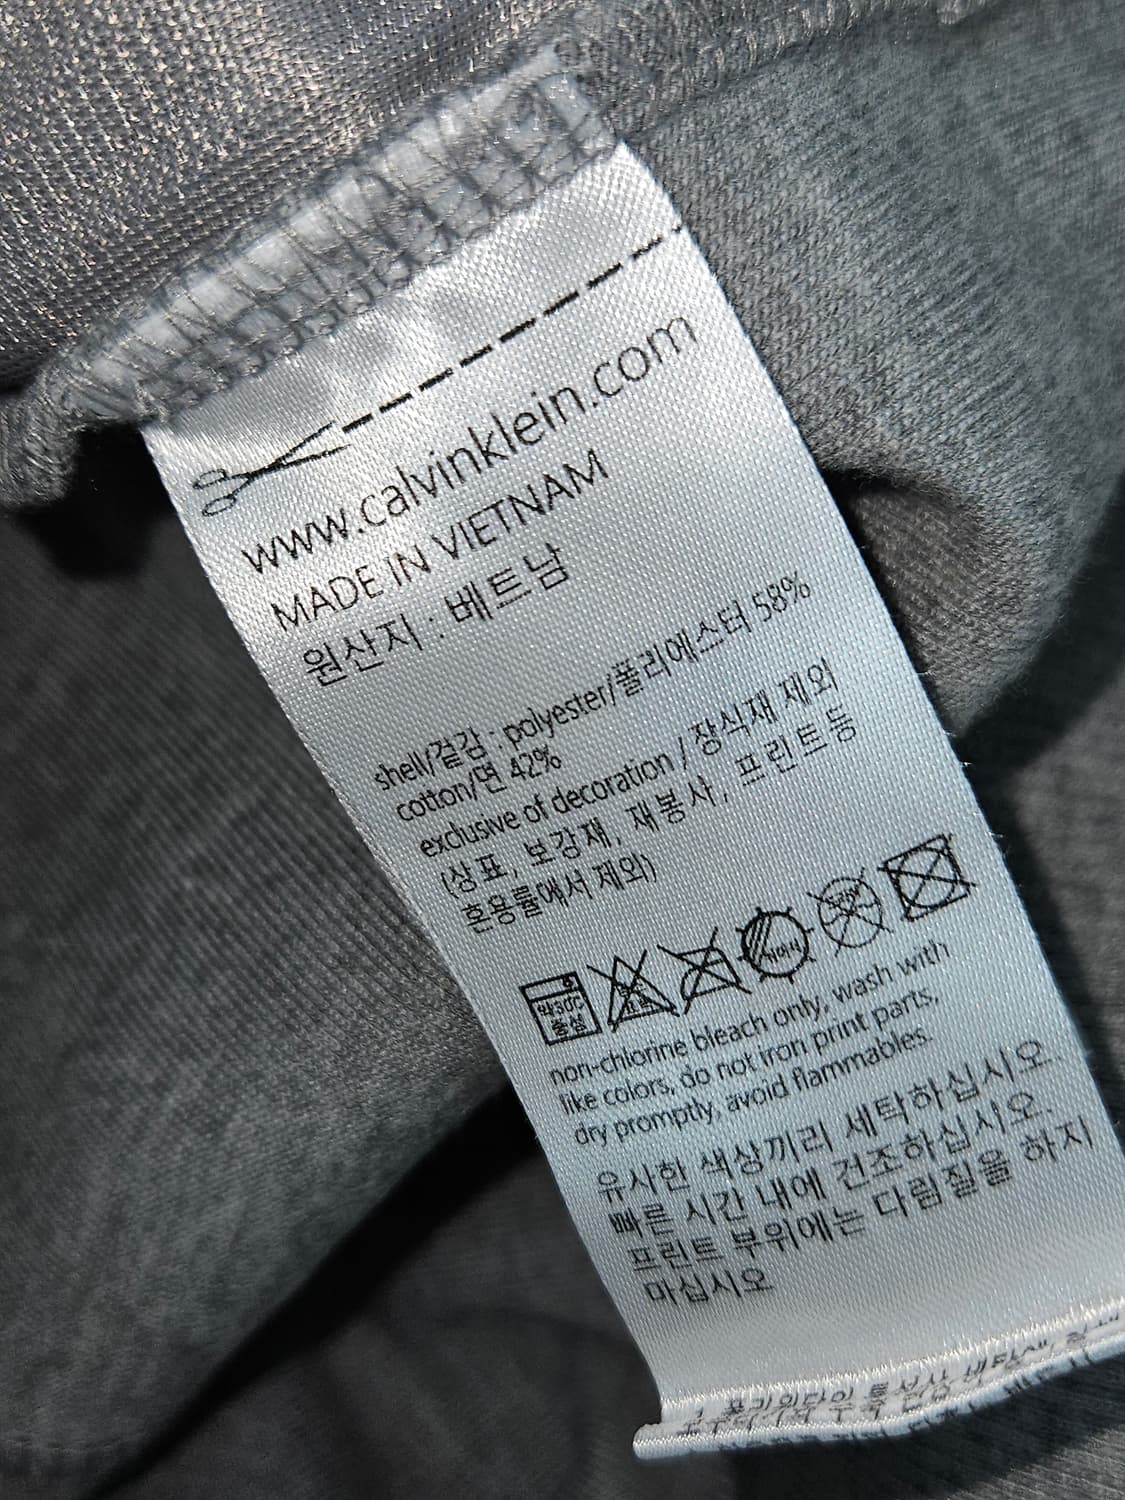 www.calvinklein.com
MADE IN VIETNAM
원산지 : 베트남
shell/겉감 : polyester/폴리에스터 58%
cotton/면 42%
exclusive of decoration / 장식재 제외
(상표, 보강재, 재봉사, 프린트등
혼용률에서 제외)
약30℃
중성
non-chlorine bleach only, wash with
like colors, do not iron print parts,
dry promptly, avoid flammables.
유사한 색상끼리 세탁하십시오.
빠른 시간 내에 건조하십시오.
프린트 부위에는 다림질을 하지
마십시오